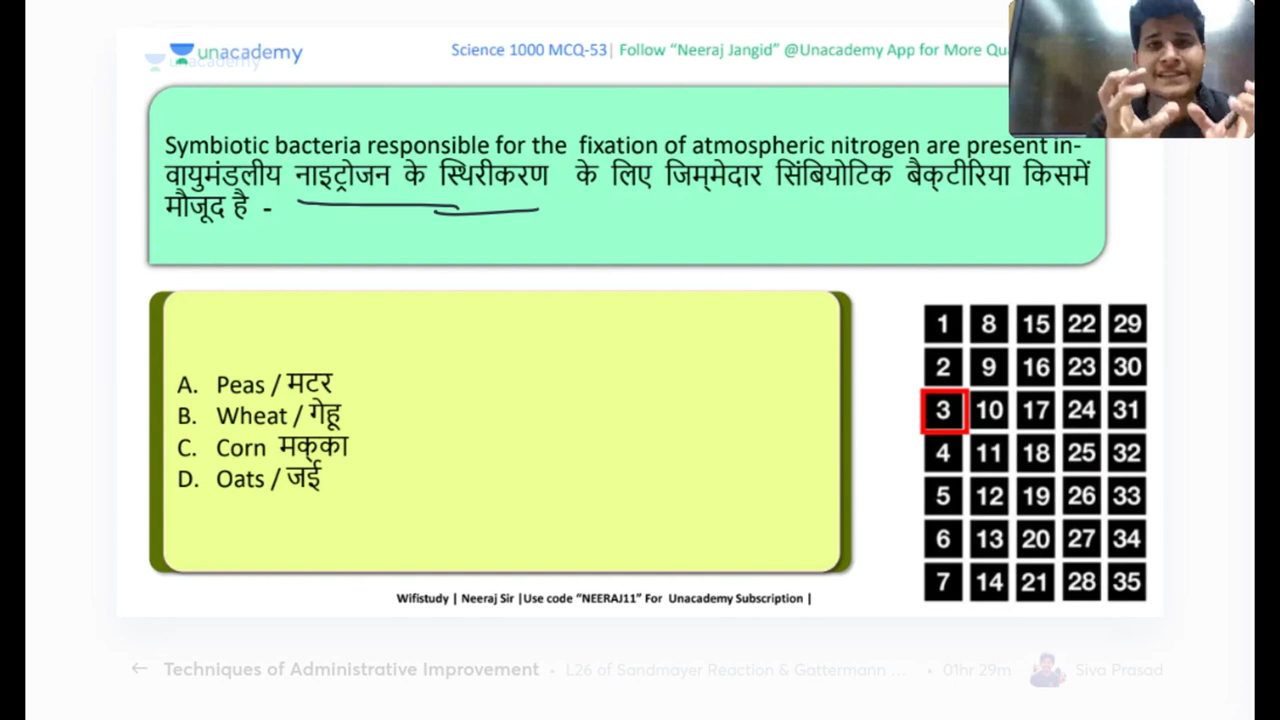 unacademy
Science 1000 MCQ-53| Follow “Neeraj Jangid” @Unacademy App for More
Symbiotic bacteria responsible for the fixation of atmospheric nitrogen are present in-
वायुमंडलीय नाइट्रोजन के स्थिरीकरण के लिए जिम्मेदार सिंबियोटिक बैक्टीरिया किसमें
मौजूद है -
A. Peas / मटर
B. Wheat / गेहू
C. Corn मक्का
D. Oats / जई
1 8 15 22 29
2 9 16 23 30
3 10 17 24 31
4 11 18 25 32
5 12 19 26 33
6 13 20 27 34
7 14 21 28 35
Wifistudy | Neeraj Sir |Use code “NEERAJ11” For Unacademy Subscription |
← Techniques of Administrative Improvement • L26 of Sandmayer Reaction & Gattermann ... • 01hr 29m Siva Prasad